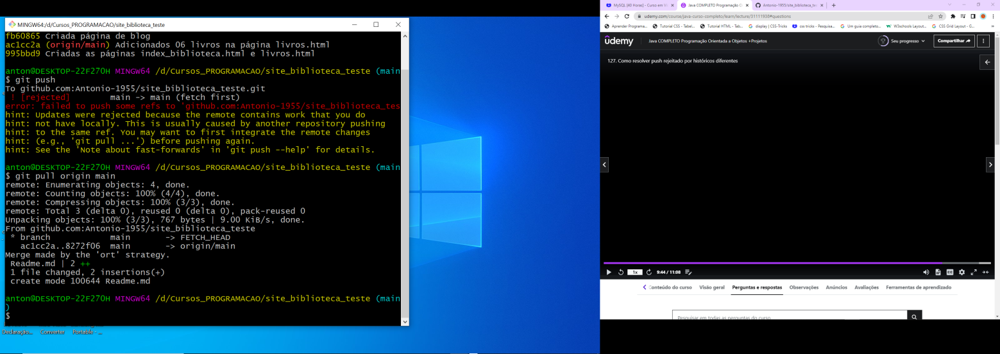 MINGW64:/d/Cursos_PROGRAMACAO/site_biblioteca_teste
fb60865 Criada página de blog
ac1cc2a (origin/main) Adicionados 06 livros na página livros.html
995bbd9 Criadas as páginas index_biblioteca.html e livros.html
anton@DESKTOP-22F270H MINGW64 /d/Cursos_PROGRAMACAO/site_biblioteca_teste (main
$ git push
To github.com:Antonio-1955/site_biblioteca_teste.git
! [rejected] main -> main (fetch first)
error: failed to push some refs to 'github.com:Antonio-1955/site_biblioteca_tes
hint: Updates were rejected because the remote contains work that you do
hint: not have locally. This is usually caused by another repository pushing
hint: to the same ref. You may want to first integrate the remote changes
hint: (e.g., 'git pull ...') before pushing again.
hint: See the 'Note about fast-forwards' in 'git push --help' for details.
anton@DESKTOP-22F270H MINGW64 /d/Cursos_PROGRAMACAO/site_biblioteca_teste (main
$ git pull origin main
remote: Enumerating objects: 4, done.
remote: Counting objects: 100% (4/4), done.
remote: Compressing objects: 100% (3/3), done.
remote: Total 3 (delta 0), reused 0 (delta 0), pack-reused 0
Unpacking objects: 100% (3/3), 767 bytes | 9.00 KiB/s, done.
From github.com:Antonio-1955/site_biblioteca_teste
* branch main -> FETCH_HEAD
ac1cc2a..8272f06 main -> origin/main
Merge made by the 'ort' strategy.
Readme.md | 2 ++
1 file changed, 2 insertions(+)
create mode 100644 Readme.md
anton@DESKTOP-22F270H MINGW64 /d/Cursos_PROGRAMACAO/site_biblioteca_teste (main
)
$
Declaração... Converter Portable - ...
MySQL [40 Horas] - Curso em Ví Java COMPLETO Programação O Antonio-1955/site_biblioteca_tes
udemy.com/course/java-curso-completo/learn/lecture/31111938#questions
Aprender Programa... Tutorial CSS - Tabel... Tutorial HTML - Tab... display | CSS-Tricks css tricks - Pesquisa... Um guia completo... W3schools Layout... CSS Grid Layout - G...
ûdemy Java COMPLETO Programação Orientada a Objetos +Projetos Seu progresso Compartilhar
127. Como resolver push rejeitado por históricos diferentes
1x 9:44 / 11:08
Conteúdo do curso Visão geral Perguntas e respostas Observações Anúncios Avaliações Ferramentas de aprendizado
Pesquisar em todas as perguntas do curso